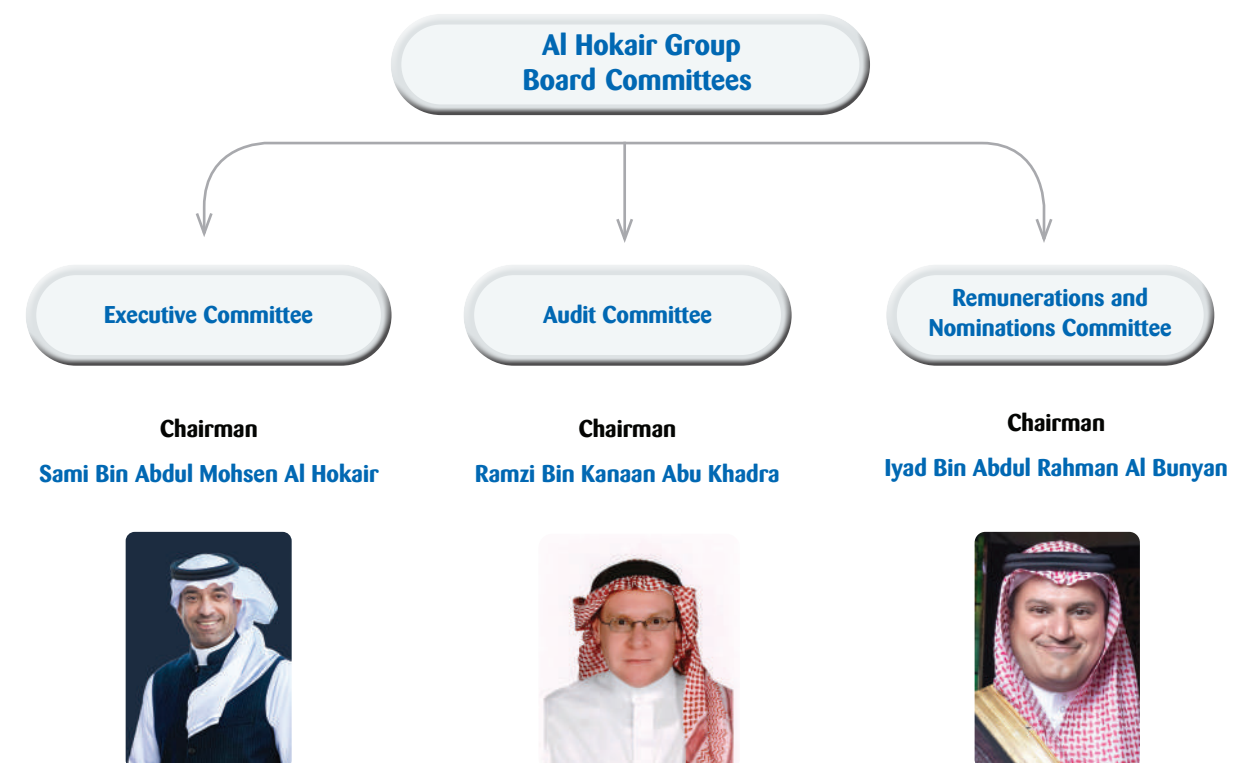 Al Hokair Group
Board Committees
Executive Committee
Audit Committee
Remunerations and
Nominations Committee
Chairman
Sami Bin Abdul Mohsen Al Hokair
Chairman
Ramzi Bin Kanaan Abu Khadra
Chairman
Iyad Bin Abdul Rahman Al Bunyan